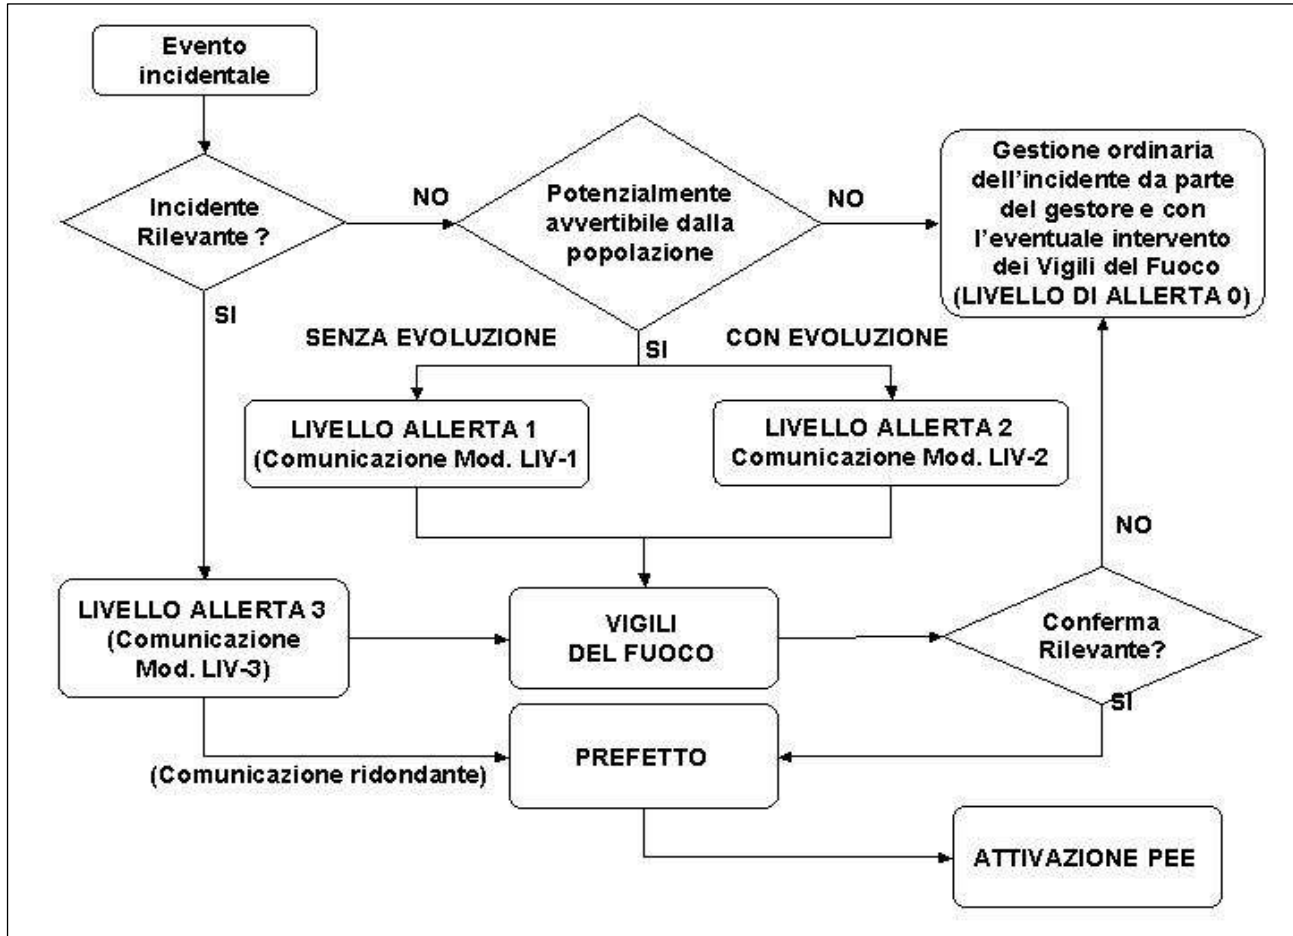 Evento
incidentale
Incidente
Rilevante ?
NO
Potenzialmente
avvertibile dalla
popolazione
NO
Gestione ordinaria
dell'incidente da parte
del gestore e con
l'eventuale intervento
dei Vigili del Fuoco
(LIVELLO DI ALLERTA 0)
SI
SENZA EVOLUZIONE
SI
CON EVOLUZIONE
LIVELLO ALLERTA 1
(Comunicazione Mod. LIV-1
LIVELLO ALLERTA 2
Comunicazione Mod. LIV-2
NO
LIVELLO ALLERTA 3
(Comunicazione
Mod. LIV-3)
VIGILI
DEL FUOCO
Conferma
Rilevante?
SI
(Comunicazione ridondante)
PREFETTO
ATTIVAZIONE PEE